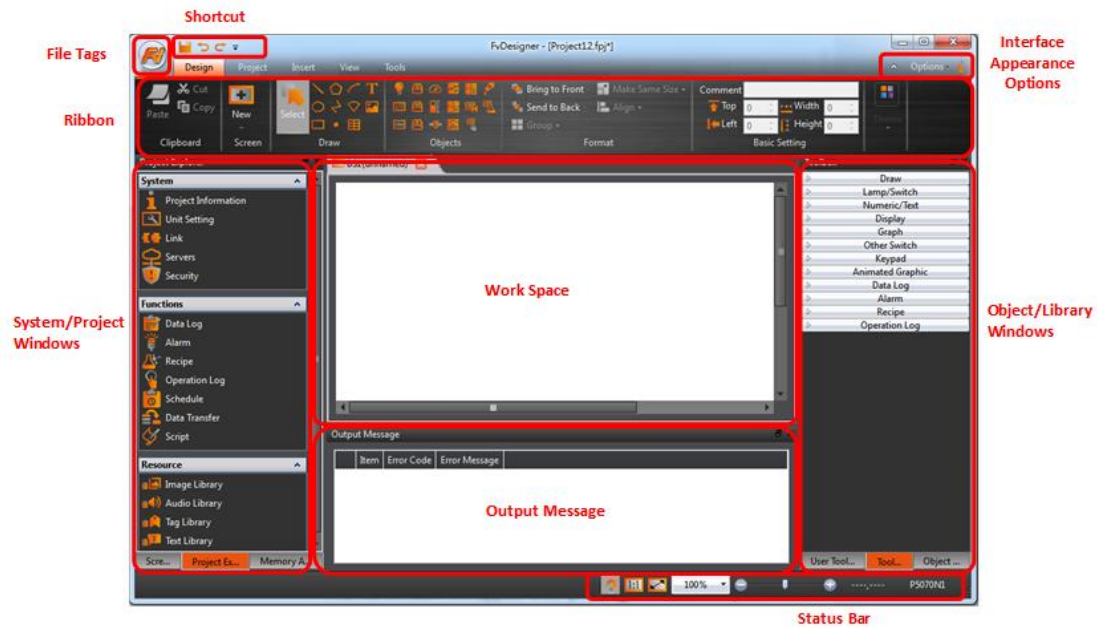 Shortcut
File Tags
FvDesigner - [Project12.fpj*]
Interface
Appearance
Options
Design Project Insert View Tools
Options
Ribbon
Paste
Cut
Copy
Clipboard
New
Screen
Select
Draw
Objects
Bring to Front
Send to Back
Group
Make Same Size
Align
Format
Comment
Top 0 Width 0
Left 0 Height 0
Basic Setting
System/Project
Windows
System
Project Information
Unit Setting
Link
Servers
Security
Functions
Data Log
Alarm
Recipe
Operation Log
Schedule
Data Transfer
Script
Resource
Image Library
Audio Library
Tag Library
Text Library
Scre... Project Ex... Memory A...
Work Space
Output Message
Item Error Code Error Message
Output Message
Draw
Lamp/Switch
Numeric/Text
Display
Graph
Other Switch
Keypad
Animated Graphic
Data Log
Alarm
Recipe
Operation Log
User Tool... Tool... Object ...
Object/Library
Windows
1:1 100% ----,---- P5070N1
Status Bar